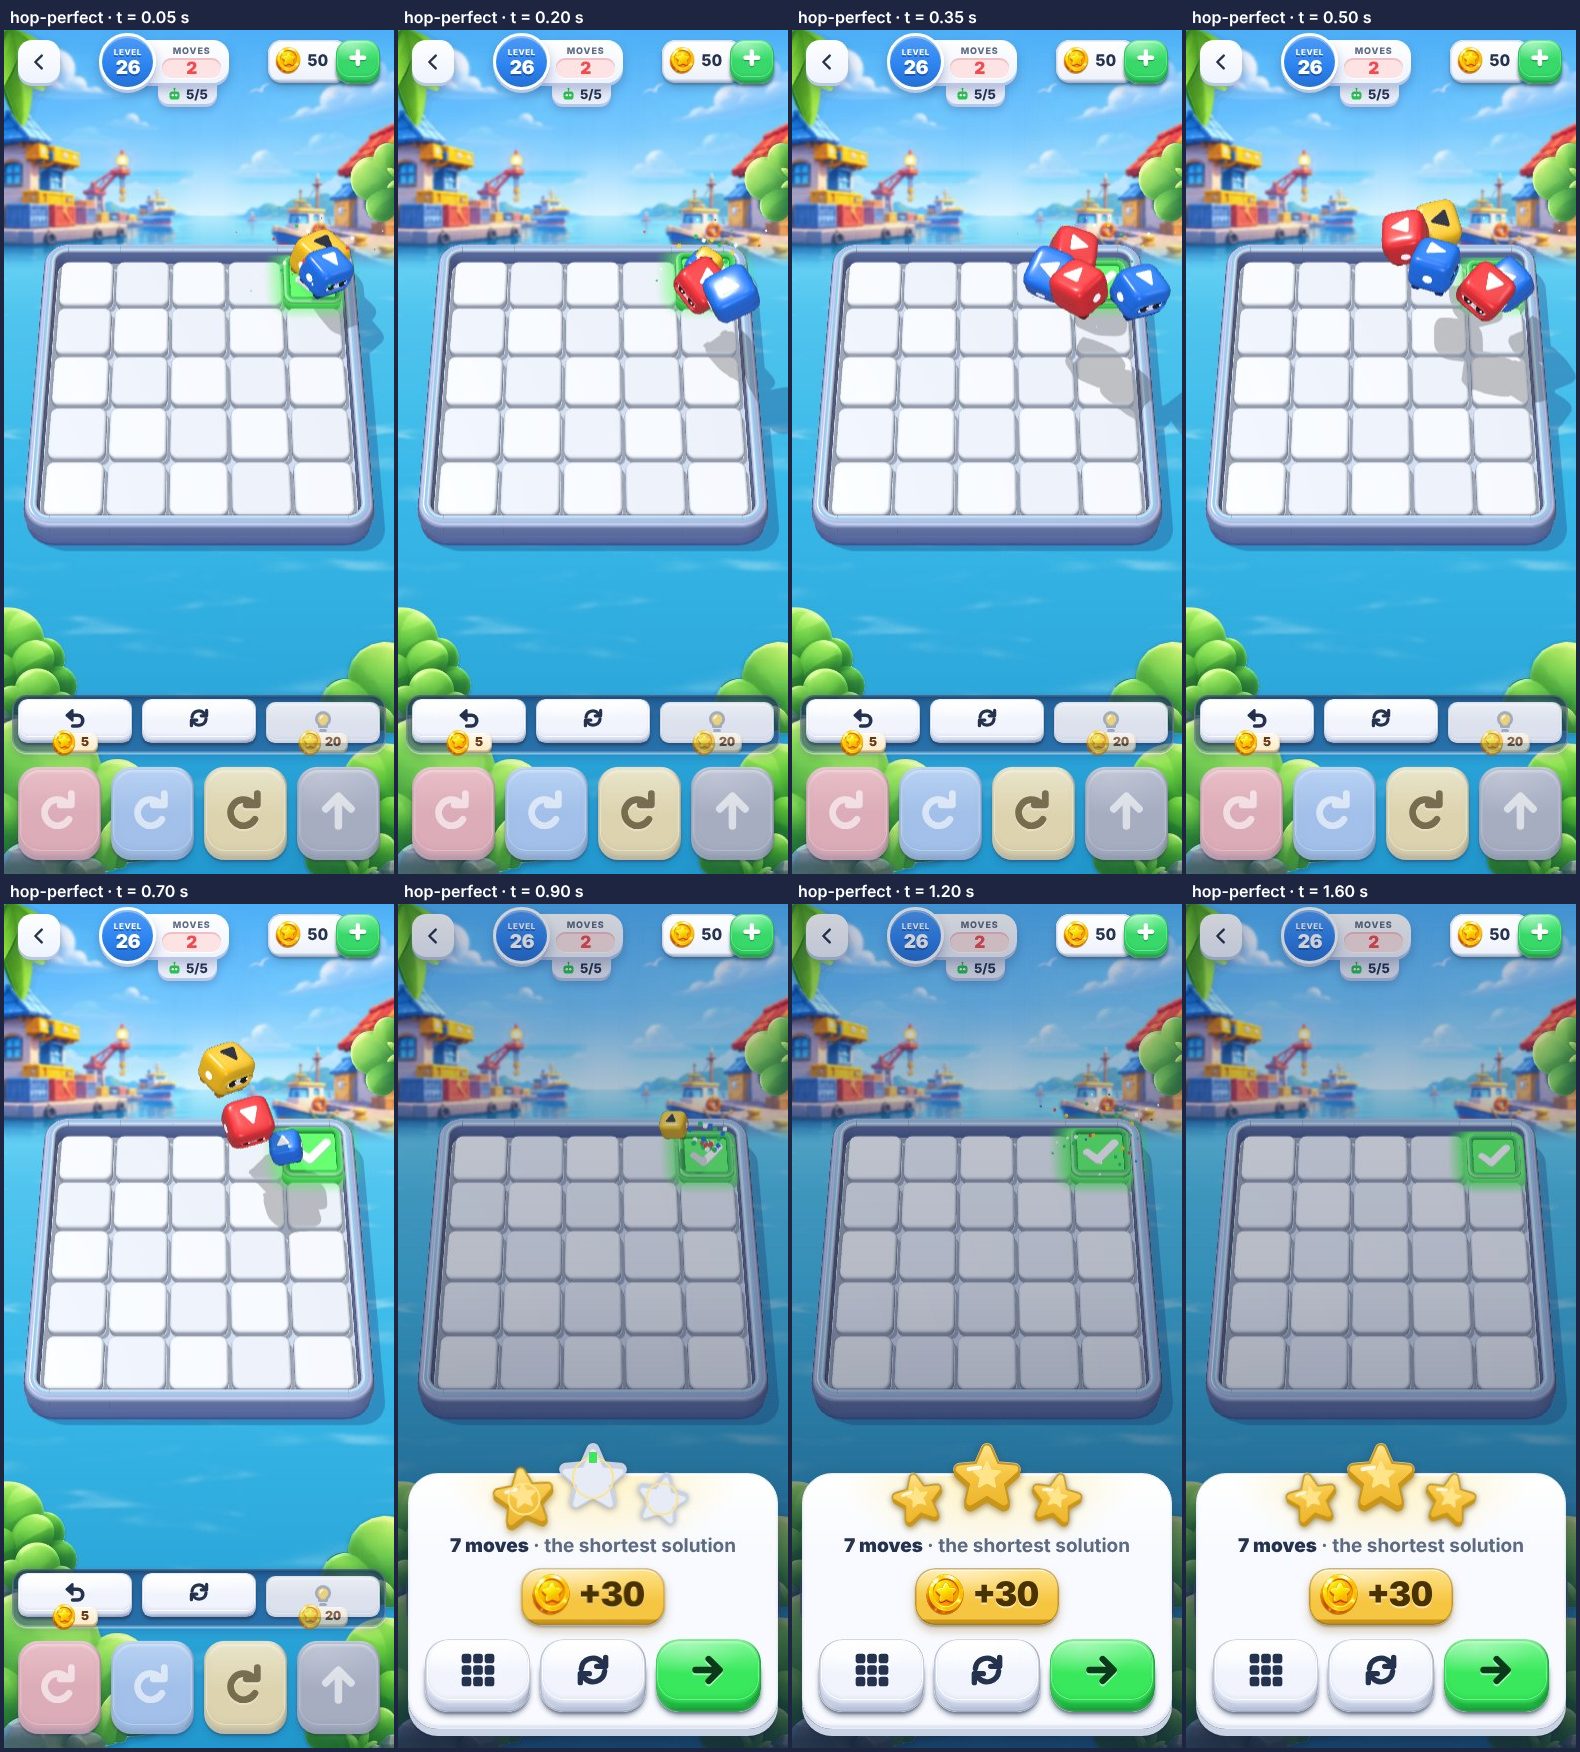 hop-perfect · t = 0.05 s
LEVEL
26
MOVES
2
50
5/5
5
20
hop-perfect · t = 0.20 s
LEVEL
26
MOVES
2
50
5/5
5
20
hop-perfect · t = 0.35 s
LEVEL
26
MOVES
2
50
5/5
5
20
hop-perfect · t = 0.50 s
LEVEL
26
MOVES
2
50
5/5
5
20
hop-perfect · t = 0.70 s
LEVEL
26
MOVES
2
50
5/5
5
20
hop-perfect · t = 0.90 s
LEVEL
26
MOVES
2
50
5/5
7 moves · the shortest solution
+30
hop-perfect · t = 1.20 s
LEVEL
26
MOVES
2
50
5/5
7 moves · the shortest solution
+30
hop-perfect · t = 1.60 s
LEVEL
26
MOVES
2
50
5/5
7 moves · the shortest solution
+30